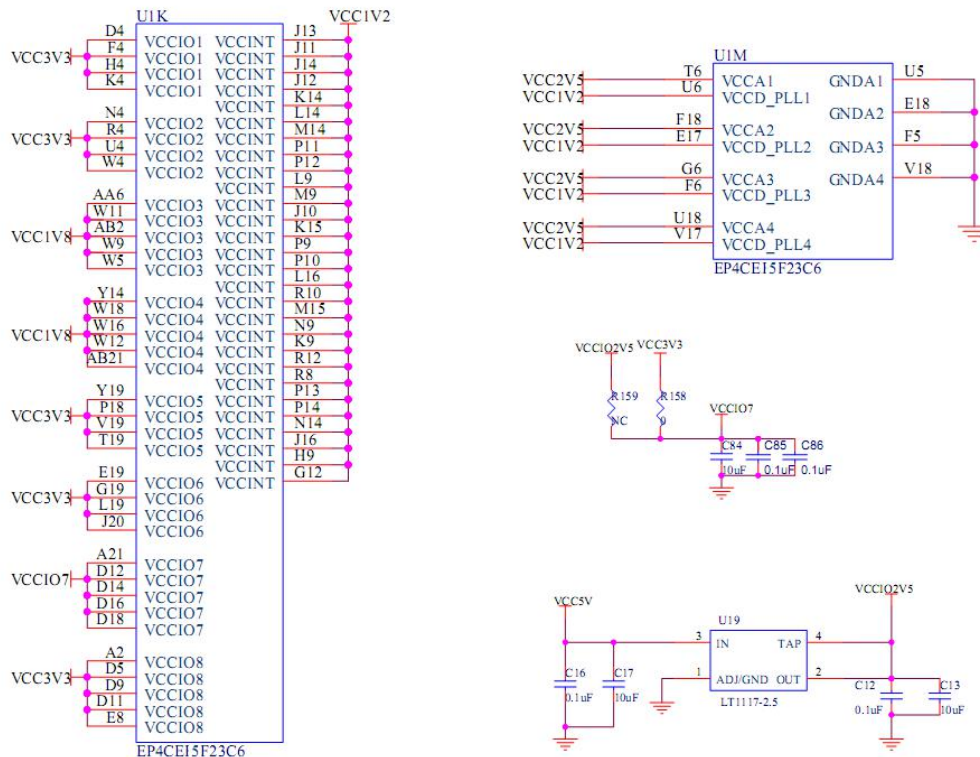 U1K VCC1V2
D4 VCCIO1 VCCINT J13
VCC3V3 F4 VCCIO1 VCCINT J11
H4 VCCIO1 VCCINT J14
K4 VCCIO1 VCCINT J12
VCCINT K14
N4 VCCIO2 VCCINT L14
VCC3V3 R4 VCCIO2 VCCINT M14
U4 VCCIO2 VCCINT P11
W4 VCCIO2 VCCINT P12
VCCINT L9
AA6 VCCIO3 VCCINT M9
W11 VCCIO3 VCCINT J10
VCC1V8 AB2 VCCIO3 VCCINT K15
W9 VCCIO3 VCCINT P9
W5 VCCIO3 VCCINT P10
VCCINT L16
Y14 VCCIO4 VCCINT R10
W18 VCCIO4 VCCINT M15
VCC1V8 W16 VCCIO4 VCCINT N9
W12 VCCIO4 VCCINT K9
AB21 VCCIO4 VCCINT R12
VCCINT R8
Y19 VCCIO5 VCCINT P13
VCC3V3 P18 VCCIO5 VCCINT P14
V19 VCCIO5 VCCINT N14
T19 VCCIO5 VCCINT J16
VCCINT H9
E19 VCCIO6 VCCINT G12
VCC3V3 G19 VCCIO6
L19 VCCIO6
J20 VCCIO6
A21 VCCIO7
VCCIO7 D12 VCCIO7
D14 VCCIO7
D16 VCCIO7
D18 VCCIO7
A2 VCCIO8
VCC3V3 D5 VCCIO8
D9 VCCIO8
D11 VCCIO8
E8 VCCIO8
EP4CE15F23C6
U1M
VCC2V5 T6 VCCA1 GNDA1 U5
VCC1V2 U6 VCCD_PLL1
GNDA2 E18
VCC2V5 F18 VCCA2
VCC1V2 E17 VCCD_PLL2 GNDA3 F5
VCC2V5 G6 VCCA3 GNDA4 V18
VCC1V2 F6 VCCD_PLL3
VCC2V5 U18 VCCA4
VCC1V2 V17 VCCD_PLL4
EP4CE15F23C6
VCCIO2V5 VCC3V3
R159 R158
NC 0
VCCIO7
C84 C85 C86
10uF 0.1uF 0.1uF
VCC5V VCCIO2V5
U19
3 IN TAP 4
1 ADJ/GND OUT 2
LT1117-2.5
C16 C17 C12 C13
0.1uF 10uF 0.1uF 10uF